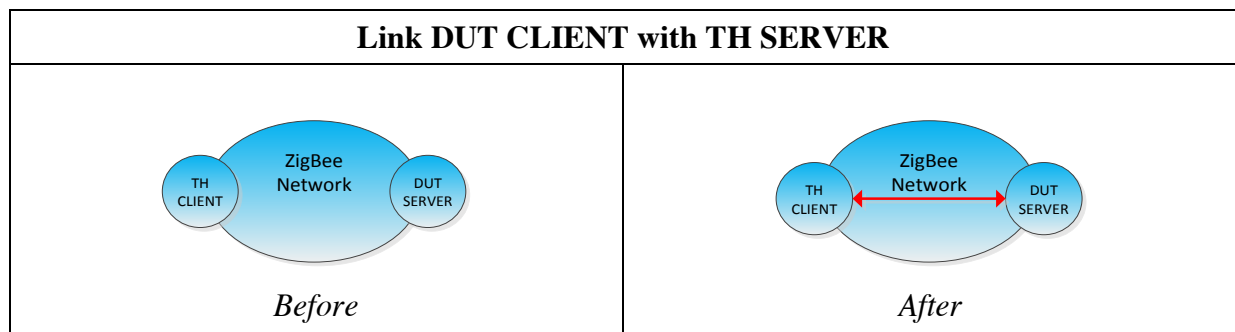 Link DUT CLIENT with TH SERVER
ZigBee
Network
TH
CLIENT
DUT
SERVER
Before
ZigBee
Network
TH
CLIENT
DUT
SERVER
After